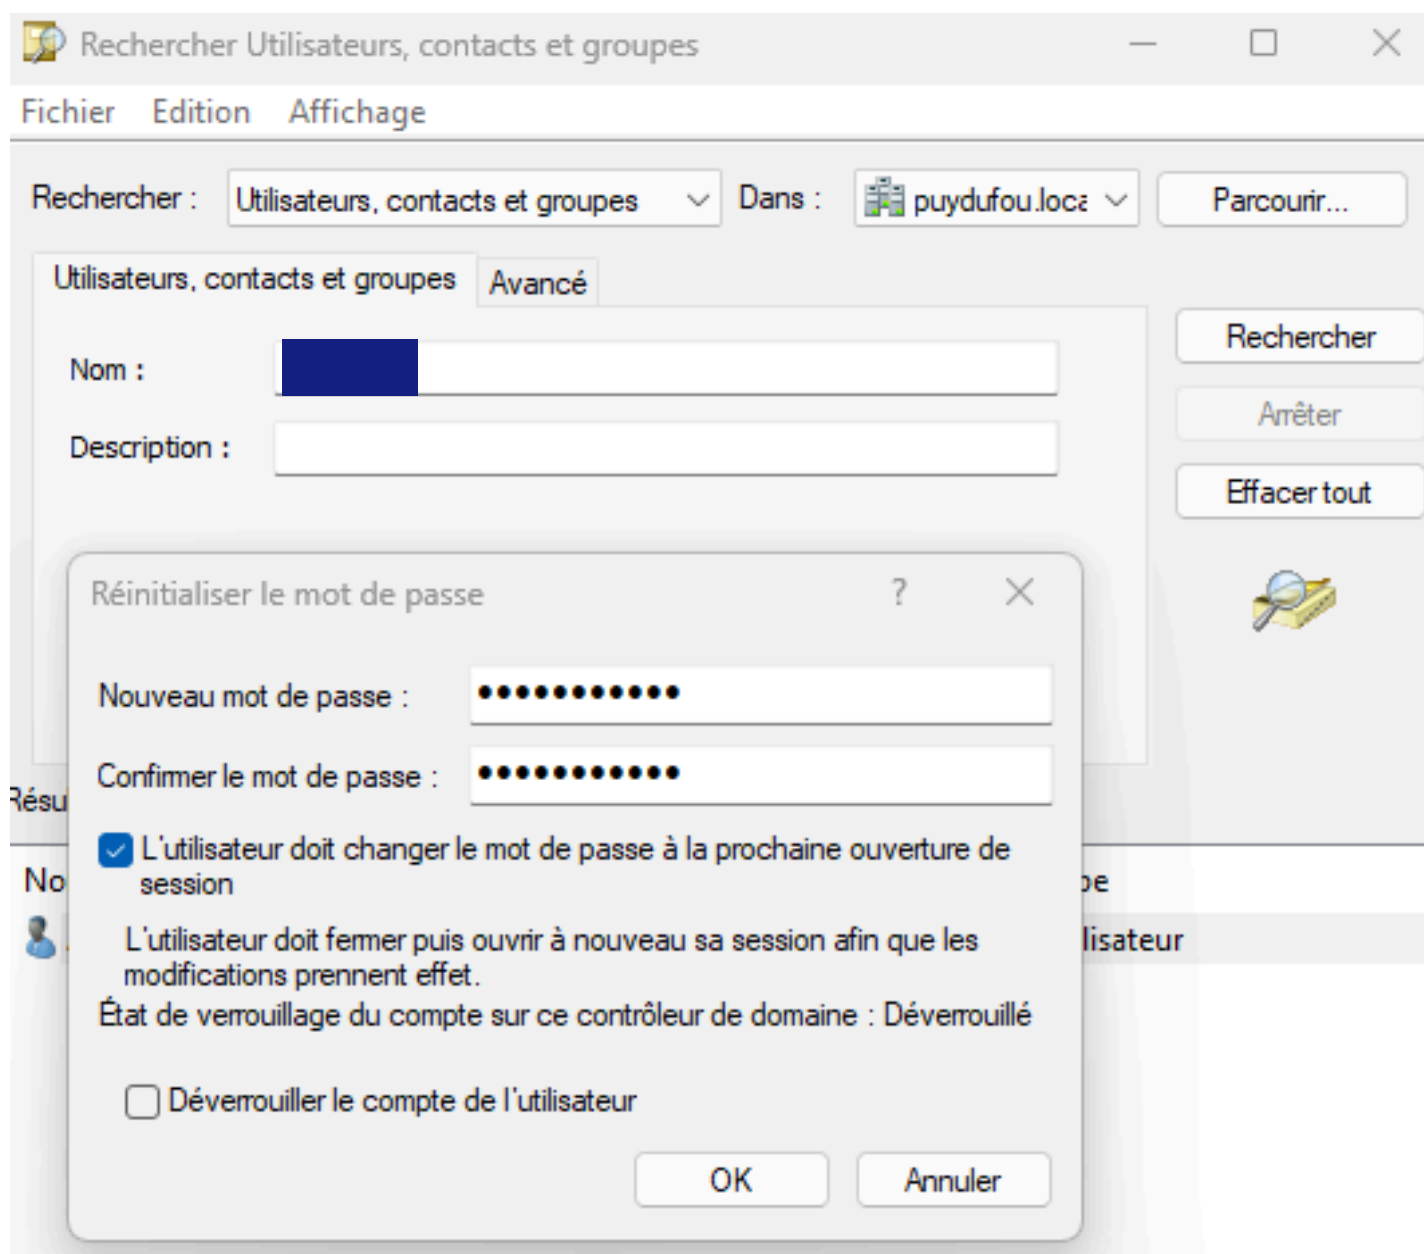 Rechercher Utilisateurs, contacts et groupes
Fichier Edition Affichage
Rechercher : Utilisateurs, contacts et groupes Dans : puydufou.loca Parcourir...
Utilisateurs, contacts et groupes Avancé
Rechercher
Nom :
Arrêter
Description :
Effacer tout
Réinitialiser le mot de passe ?
Nouveau mot de passe : •••••••••••
Confirmer le mot de passe : •••••••••••
Résu
L'utilisateur doit changer le mot de passe à la prochaine ouverture de
session
No pe
L'utilisateur doit fermer puis ouvrir à nouveau sa session afin que les
lisateur
modifications prennent effet.
État de verrouillage du compte sur ce contrôleur de domaine : Déverrouillé
Déverrouiller le compte de l'utilisateur
OK Annuler